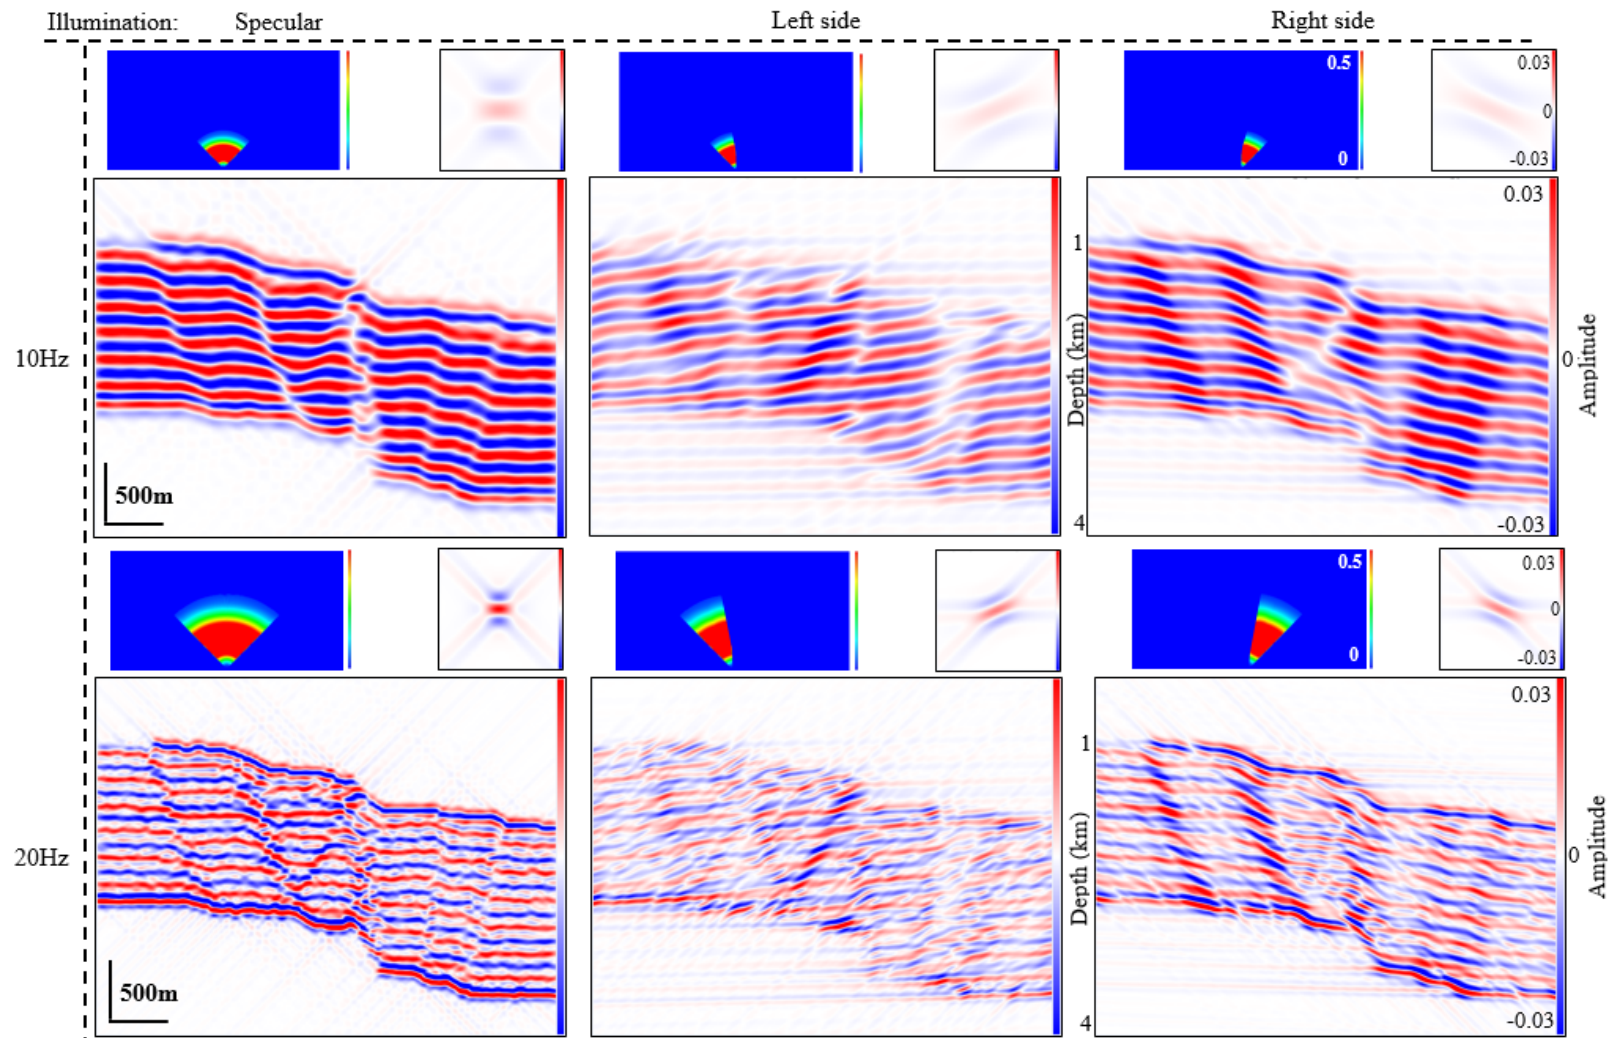 Illumination: Specular Left side Right side
0.5 0.03
0
0 -0.03
0.03
1
10Hz Depth (km) 0 Amplitude
500m
4 -0.03
0.5 0.03
0
0 -0.03
0.03
1
20Hz Depth (km) 0 Amplitude
500m
4 -0.03